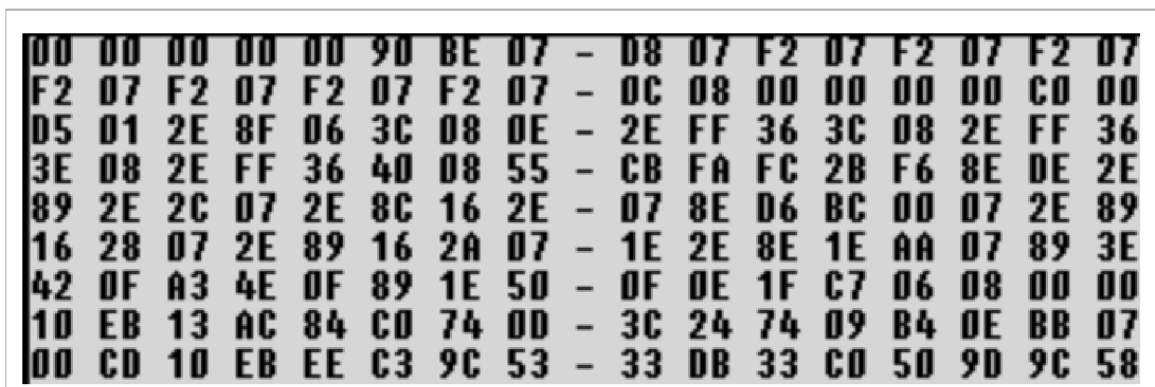 00 00 00 00 00 90 BE 07 - D8 07 F2 07 F2 07 F2 07
F2 07 F2 07 F2 07 F2 07 - 0C 08 00 00 00 00 C0 00
D5 01 2E 8F 06 3C 08 0E - 2E FF 36 3C 08 2E FF 36
3E 08 2E FF 36 40 08 55 - CB FA FC 2B F6 8E DE 2E
89 2E 2C 07 2E 8C 16 2E - 07 8E D6 BC 00 07 2E 89
16 28 07 2E 89 16 2A 07 - 1E 2E 8E 1E AA 07 89 3E
42 0F A3 4E 0F 89 1E 50 - 0F 0E 1F C7 06 08 00 00
10 EB 13 AC 84 C0 74 0D - 3C 24 74 09 B4 0E BB 07
00 CD 10 EB EE C3 9C 53 - 33 DB 33 C0 50 9D 9C 58